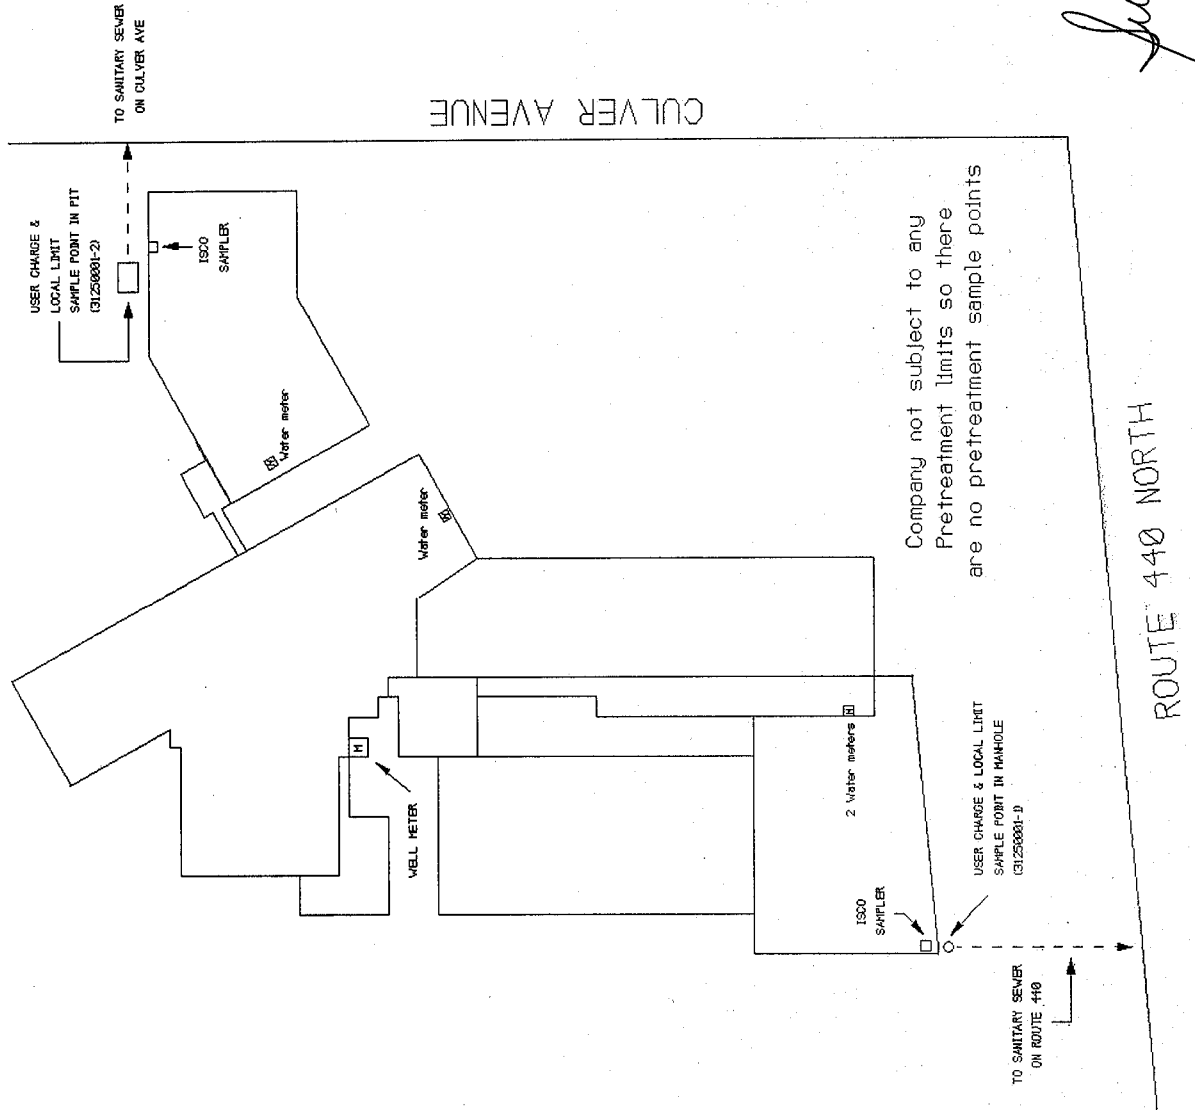 TO SANITARY SEWER
ON CULVER AVE
USER CHARGE &
LOCAL LIMIT
SAMPLE POINT IN PIT
(31250001-2)
ISCO
SAMPLER
CULVER AVENUE
Water meter
Water meter
Company not subject to any
Pretreatment limits so there
are no pretreatment sample points
M
WELL METER
M
2 Water meters
ISCO
SAMPLER
USER CHARGE & LOCAL LIMIT
SAMPLE POINT IN MANHOLE
(31250001-1)
TO SANITARY SEWER
ON ROUTE 440
ROUTE 440 NORTH